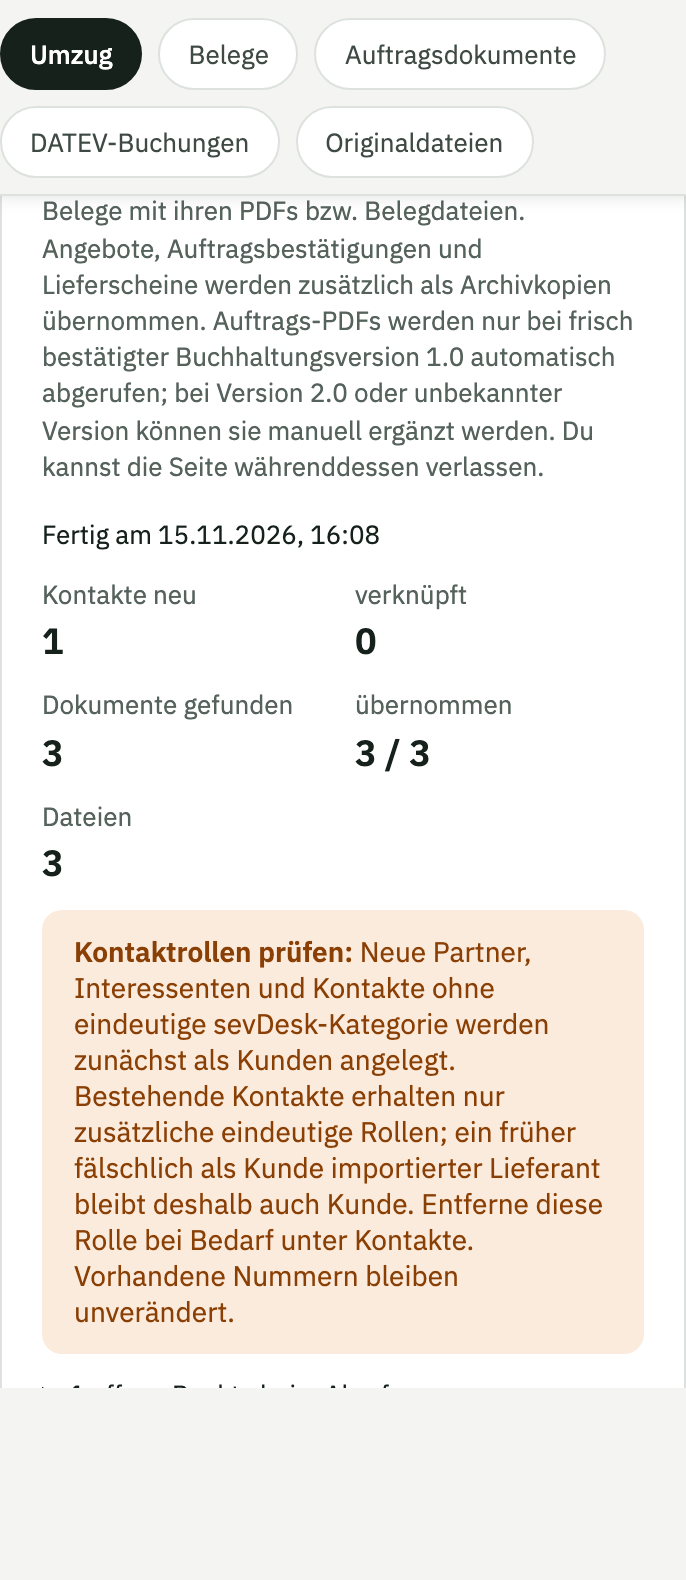 Umzug
Belege
Auftragsdokumente
DATEV-Buchungen
Originaldateien
Belege mit ihren PDFs bzw. Belegdateien.
Angebote, Auftragsbestätigungen und
Lieferscheine werden zusätzlich als Archivkopien
übernommen. Auftrags-PDFs werden nur bei frisch
bestätigter Buchhaltungsversion 1.0 automatisch
abgerufen; bei Version 2.0 oder unbekannter
Version können sie manuell ergänzt werden. Du
kannst die Seite währenddessen verlassen.
Fertig am 15.11.2026, 16:08
Kontakte neu
1
verknüpft
0
Dokumente gefunden
3
übernommen
3 / 3
Dateien
3
Kontaktrollen prüfen: Neue Partner,
Interessenten und Kontakte ohne
eindeutige sevDesk-Kategorie werden
zunächst als Kunden angelegt.
Bestehende Kontakte erhalten nur
zusätzliche eindeutige Rollen; ein früher
fälschlich als Kunde importierter Lieferant
bleibt deshalb auch Kunde. Entferne diese
Rolle bei Bedarf unter Kontakte.
Vorhandene Nummern bleiben
unverändert.